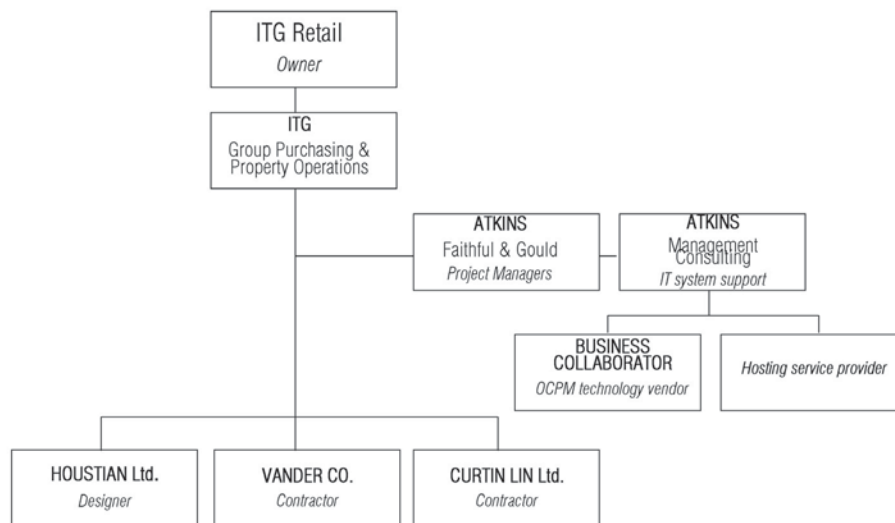 ITG Retail
Owner
ITG
Group Purchasing &
Property Operations
ATKINS
Faithful & Gould
Project Managers
ATKINS
Management
Consulting
IT system support
BUSINESS
COLLABORATOR
OCPM technology vendor
Hosting service provider
HOUSTIAN Ltd.
Designer
VANDER CO.
Contractor
CURTIN LIN Ltd.
Contractor